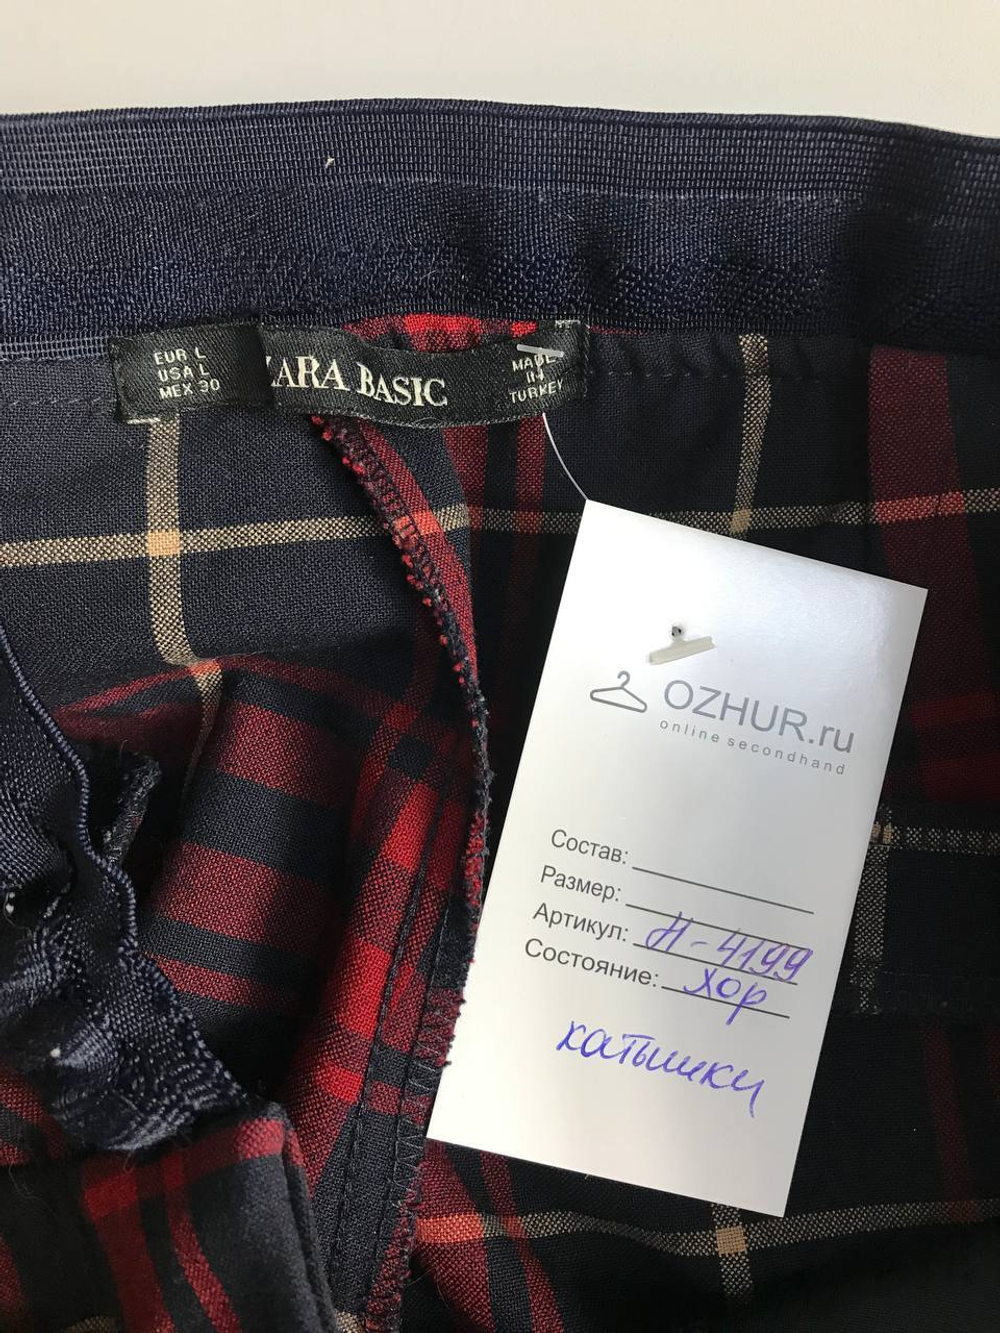 EUR L
USA L
MEX 30
ZARA BASIC
MADE
IN
TURKEY
OZHUR.ru
online secondhand
Состав:
Размер:
Артикул: Н-4199
Состояние: хор
катышки